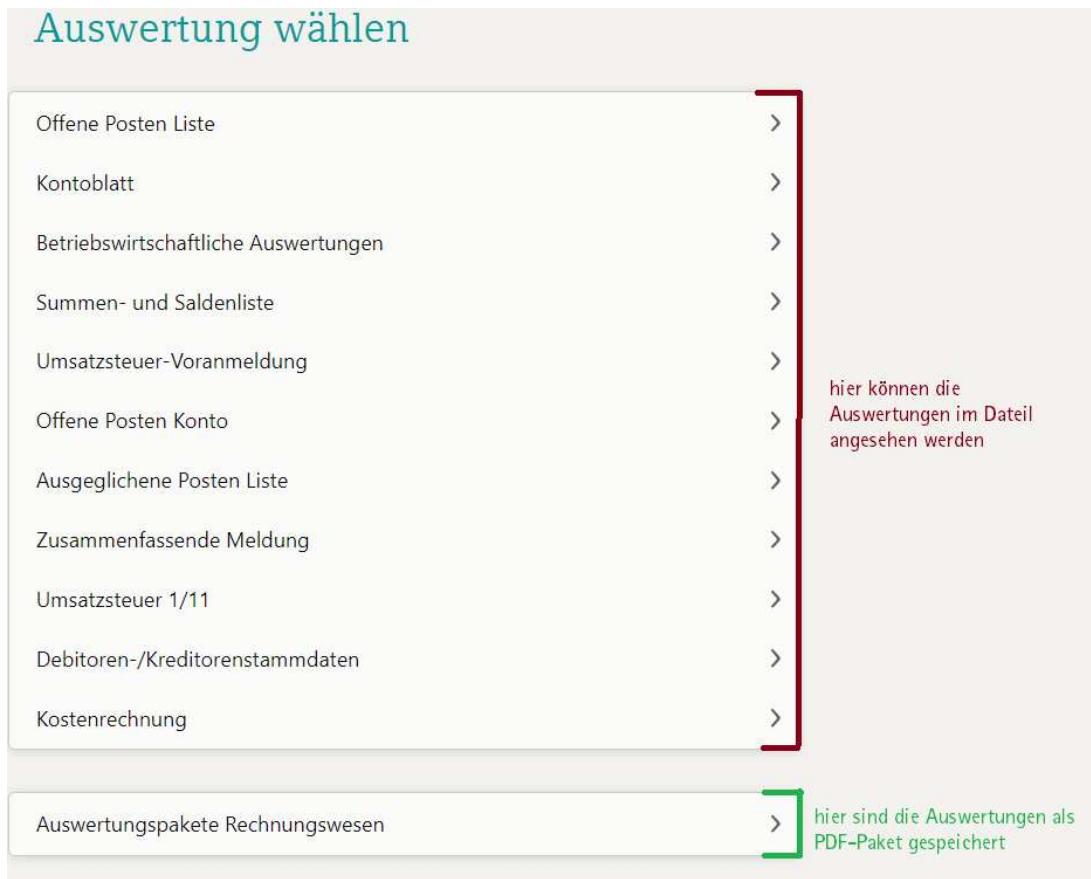 Auswertung wählen
Offene Posten Liste
Kontoblatt
Betriebswirtschaftliche Auswertungen
Summen- und Saldenliste
Umsatzsteuer-Voranmeldung
Offene Posten Konto
Ausgeglichene Posten Liste
Zusammenfassende Meldung
Umsatzsteuer 1/11
Debitoren-/Kreditorenstammdaten
Kostenrechnung
hier können die
Auswertungen im Dateil
angesehen werden
Auswertungspakete Rechnungswesen
hier sind die Auswertungen als
PDF-Paket gespeichert